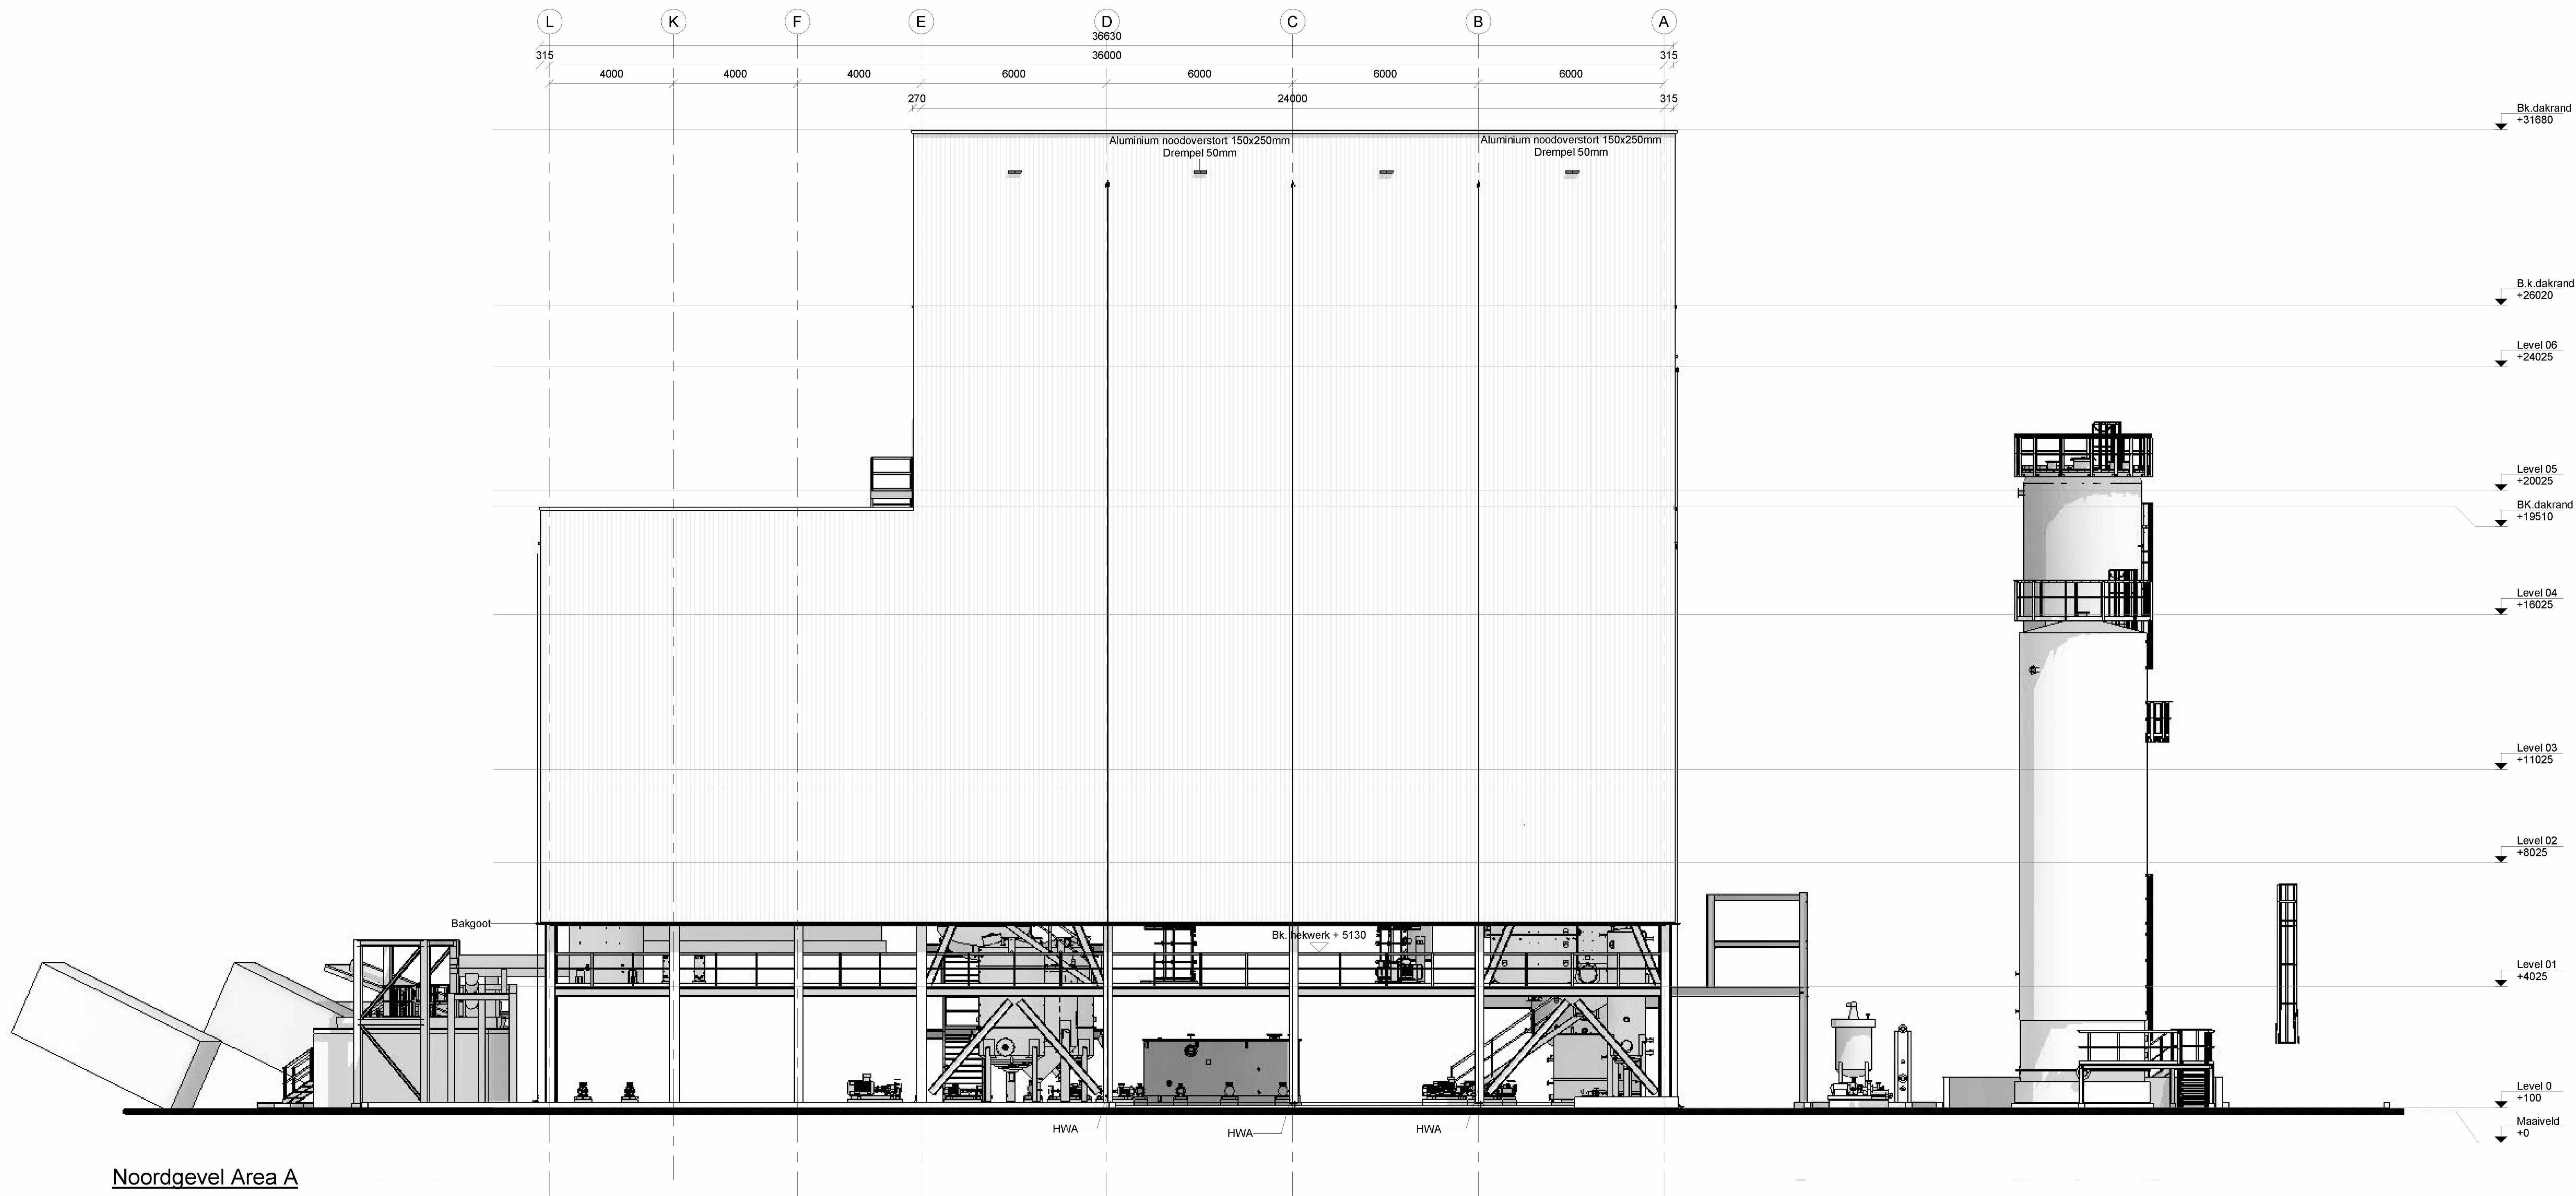 L K F E D C B A
36630
315 36000 315
4000 4000 4000 6000 6000 6000 6000
270 24000 315
Bk.dakrand
+31680
Aluminium noodoverstort 150x250mm
Drempel 50mm
Aluminium noodoverstort 150x250mm
Drempel 50mm
B.k.dakrand
+26020
Level 06
+24025
Level 05
+20025
BK.dakrand
+19510
Level 04
+16025
Level 03
+11025
Level 02
+8025
Bakgoot
Bk. hekwerk + 5130
Level 01
+4025
Level 0
+100
Maaiveld
+0
HWA
HWA
HWA
Noordgevel Area A